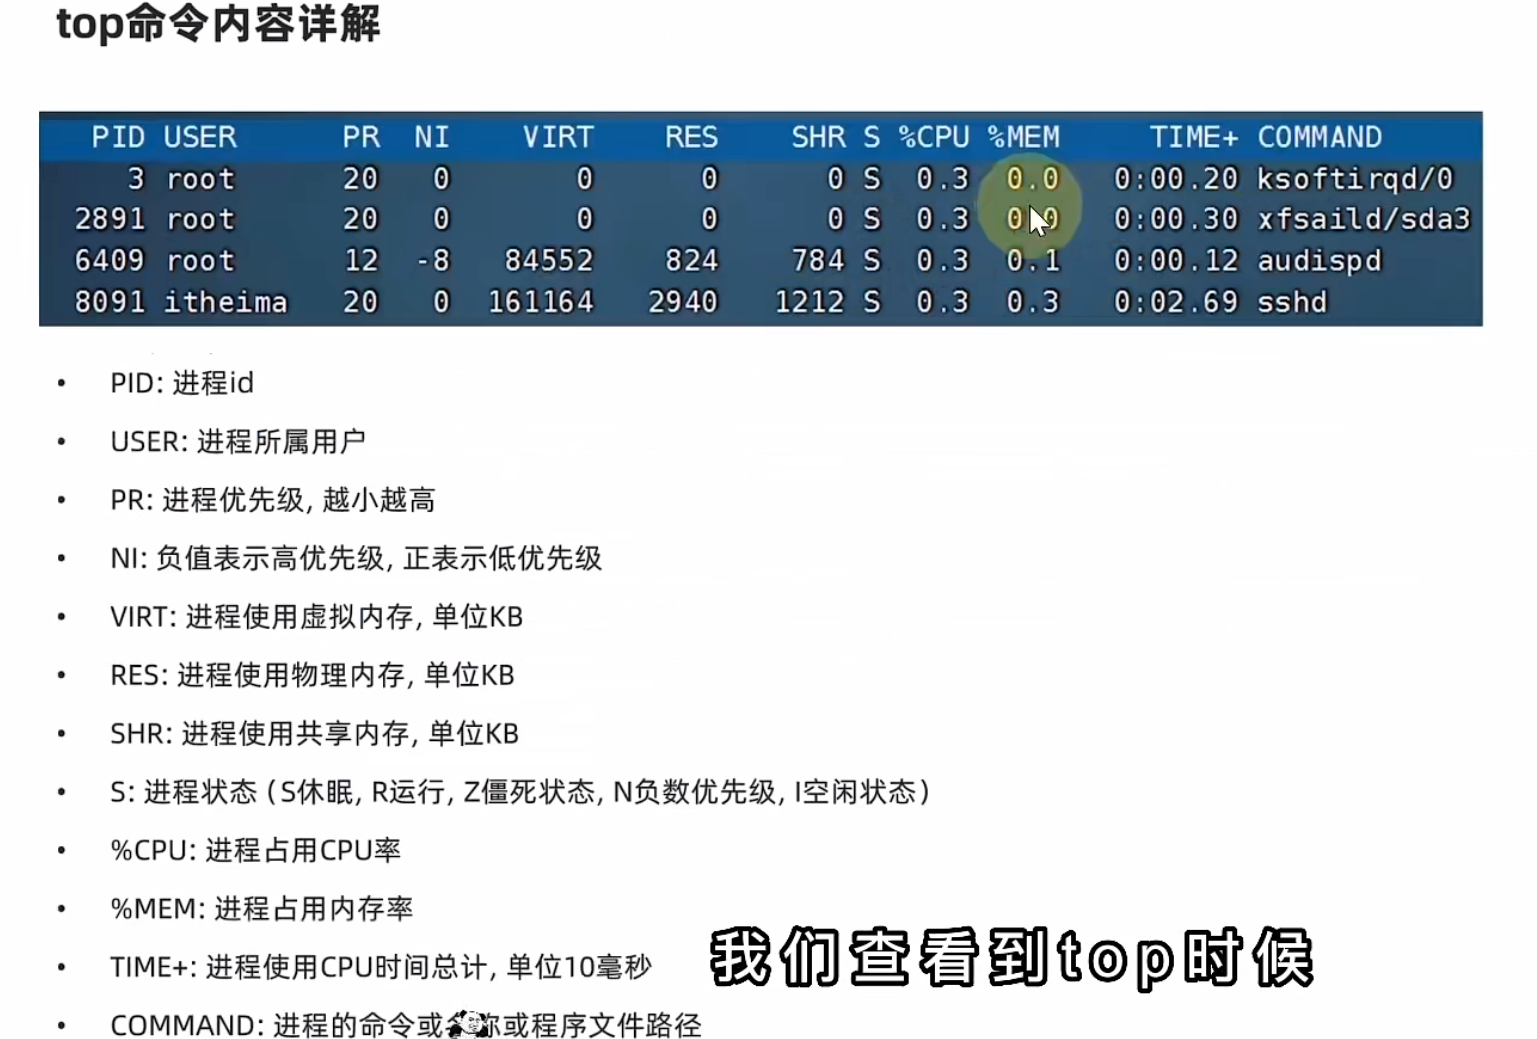 top命令内容详解
PID USER PR NI VIRT RES SHR S %CPU %MEM TIME+ COMMAND
3 root 20 0 0 0 0 S 0.3 0.0 0:00.20 ksoftirqd/0
2891 root 20 0 0 0 0 S 0.3 0.0 0:00.30 xfsaild/sda3
6409 root 12 -8 84552 824 784 S 0.3 0.1 0:00.12 audispd
8091 itheima 20 0 161164 2940 1212 S 0.3 0.3 0:02.69 sshd
• PID: 进程id
• USER: 进程所属用户
• PR: 进程优先级, 越小越高
• NI: 负值表示高优先级, 正表示低优先级
• VIRT: 进程使用虚拟内存, 单位KB
• RES: 进程使用物理内存, 单位KB
• SHR: 进程使用共享内存, 单位KB
• S: 进程状态（S休眠, R运行, Z僵死状态, N负数优先级, I空闲状态）
• %CPU: 进程占用CPU率
• %MEM: 进程占用内存率
• TIME+: 进程使用CPU时间总计, 单位10毫秒
我们查看到top时候
• COMMAND: 进程的命令或名称或程序文件路径